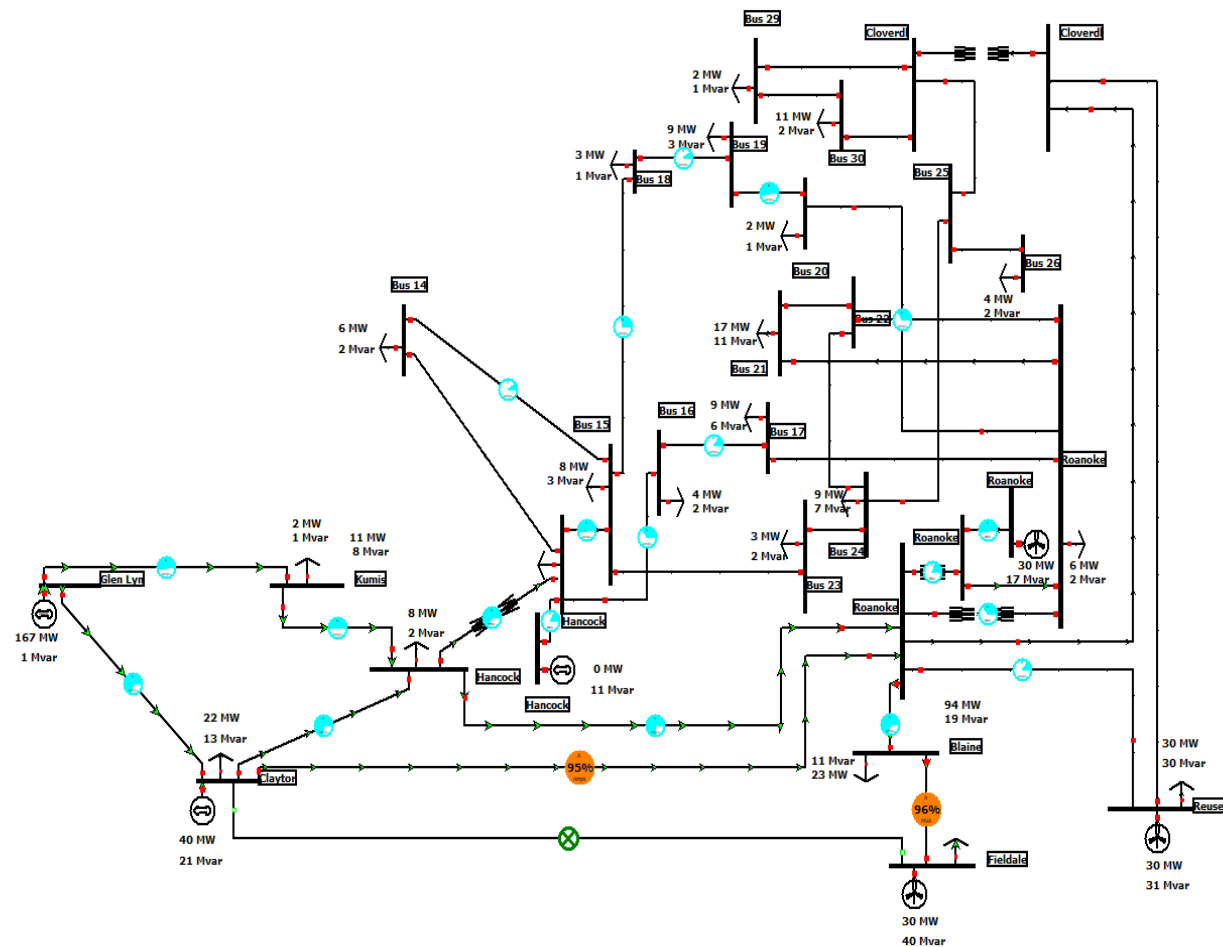 Bus 29
Cloverdl
Cloverdl
2 MW
1 Mvar
11 MW
2 Mvar
Bus 30
9 MW
3 Mvar
Bus 19
3 MW
1 Mvar
Bus 18
Bus 25
2 MW
1 Mvar
Bus 26
4 MW
2 Mvar
Bus 20
Bus 14
6 MW
2 Mvar
Bus 22
17 MW
11 Mvar
Bus 21
Bus 15
Bus 16
9 MW
6 Mvar
Bus 17
8 MW
3 Mvar
Roanoke
Roanoke
4 MW
2 Mvar
9 MW
7 Mvar
3 MW
2 Mvar
Bus 24
Roanoke
30 MW
17 Mvar
6 MW
2 Mvar
2 MW
1 Mvar
11 MW
8 Mvar
Glen Lyn
Kumis
Roanoke
Bus 23
167 MW
1 Mvar
8 MW
2 Mvar
Hancock
Hancock
0 MW
11 Mvar
Hancock
22 MW
13 Mvar
94 MW
19 Mvar
Blaine
11 Mvar
23 MW
Claytor
A
95%
Amps
30 MW
30 Mvar
A
96%
MVA
Reuse
40 MW
21 Mvar
Fieldale
30 MW
40 Mvar
30 MW
31 Mvar